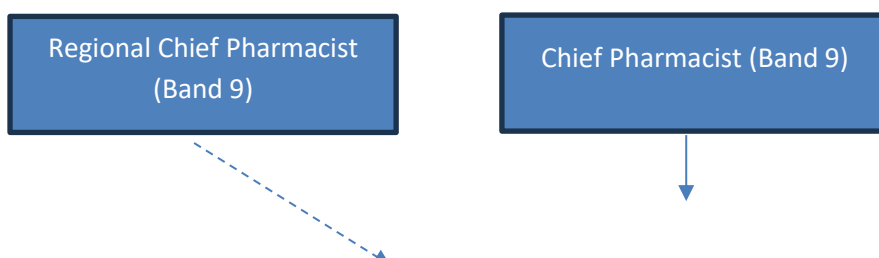 Regional Chief Pharmacist
(Band 9)
Chief Pharmacist (Band 9)